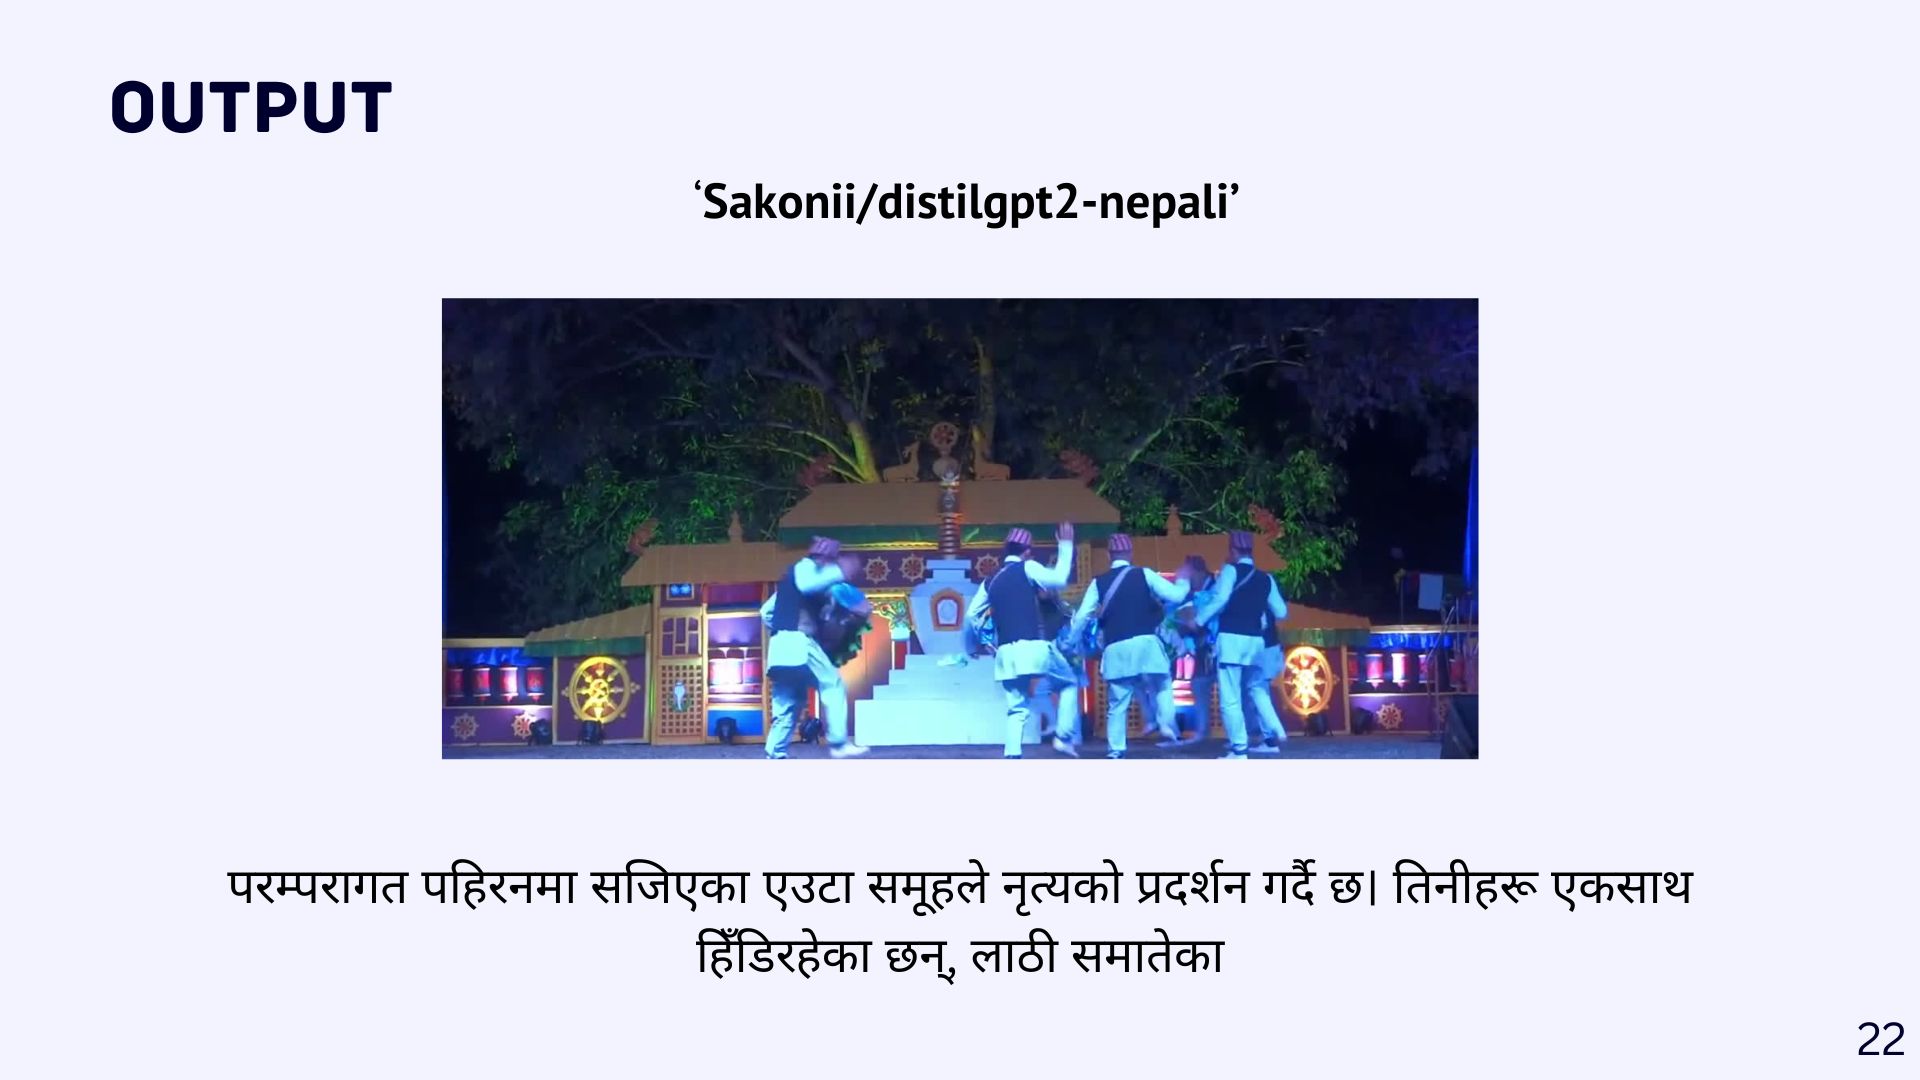 OUTPUT
‘Sakonii/distilgpt2-nepali’
परम्परागत पहिरनमा सजिएका एउटा समूहले नृत्यको प्रदर्शन गर्दै छ। तिनीहरू एकसाथ
हिँडिरहेका छन्, लाठी समातेका
22